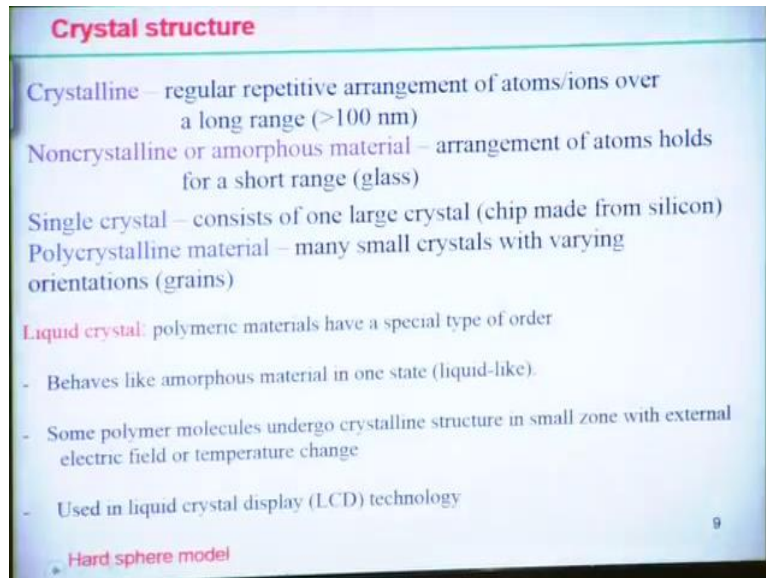 Crystal structure
Crystalline – regular repetitive arrangement of atoms/ions over
a long range (>100 nm)
Noncrystalline or amorphous material – arrangement of atoms holds
for a short range (glass)
Single crystal – consists of one large crystal (chip made from silicon)
Polycrystalline material – many small crystals with varying
orientations (grains)
Liquid crystal: polymeric materials have a special type of order
- Behaves like amorphous material in one state (liquid-like).
- Some polymer molecules undergo crystalline structure in small zone with external
electric field or temperature change
- Used in liquid crystal display (LCD) technology
9
Hard sphere model